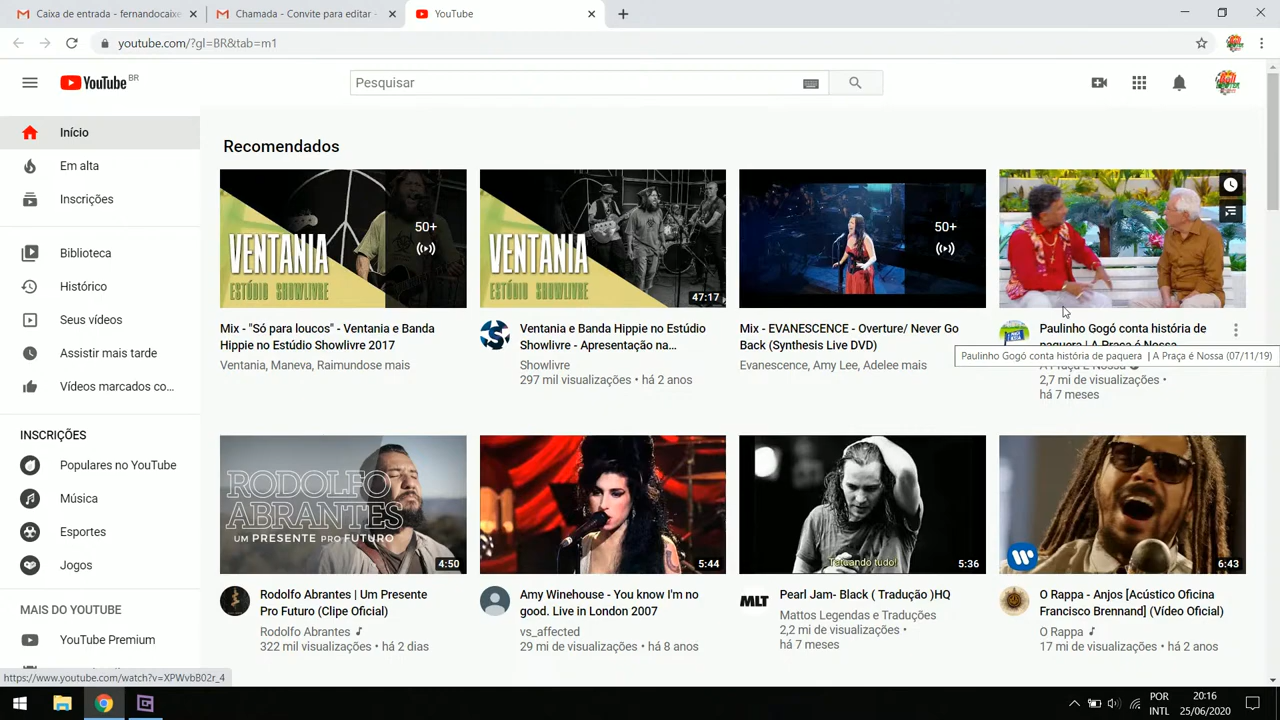 Caixa de entrada - fernandocaixe
Chamada - Convite para editar -
YouTube
youtube.com/?gl=BR&tab=m1
YouTube BR
Pesquisar
Início
Em alta
Inscrições
Biblioteca
Histórico
Seus vídeos
Assistir mais tarde
Vídeos marcados co...
INSCRIÇÕES
Populares no YouTube
Música
Esportes
Jogos
MAIS DO YOUTUBE
YouTube Premium
https://www.youtube.com/watch?v=XPWvbB02r_4
Recomendados
VENTANIA
ESTÚDIO SHOWLIVRE
50+
Mix - "Só para loucos" - Ventania e Banda
Hippie no Estúdio Showlivre 2017
Ventania, Maneva, Raimundose mais
VENTANIA
ESTÚDIO SHOWLIVRE
47:17
Ventania e Banda Hippie no Estúdio
Showlivre - Apresentação na...
Showlivre
297 mil visualizações • há 2 anos
50+
Mix - EVANESCENCE - Overture/ Never Go
Back (Synthesis Live DVD)
Evanescence, Amy Lee, Adelee mais
Paulinho Gogó conta história de
paquera | A Praça é Nossa
Paulinho Gogó conta história de paquera | A Praça é Nossa (07/11/19)
A Praça É Nossa
2,7 mi de visualizações •
há 7 meses
RODOLFO
ABRANTES
UM PRESENTE PRO FUTURO
4:50
Rodolfo Abrantes | Um Presente
Pro Futuro (Clipe Oficial)
Rodolfo Abrantes
322 mil visualizações • há 2 dias
5:44
Amy Winehouse - You know I'm no
good. Live in London 2007
vs_affected
29 mi de visualizações • há 8 anos
Tatuando tudo!
5:36
MLT
Pearl Jam- Black ( Tradução )HQ
Mattos Legendas e Traduções
2,2 mi de visualizações •
há 7 meses
6:43
O Rappa - Anjos [Acústico Oficina
Francisco Brennand] (Vídeo Oficial)
O Rappa
17 mi de visualizações • há 2 anos
POR
INTL
20:16
25/06/2020